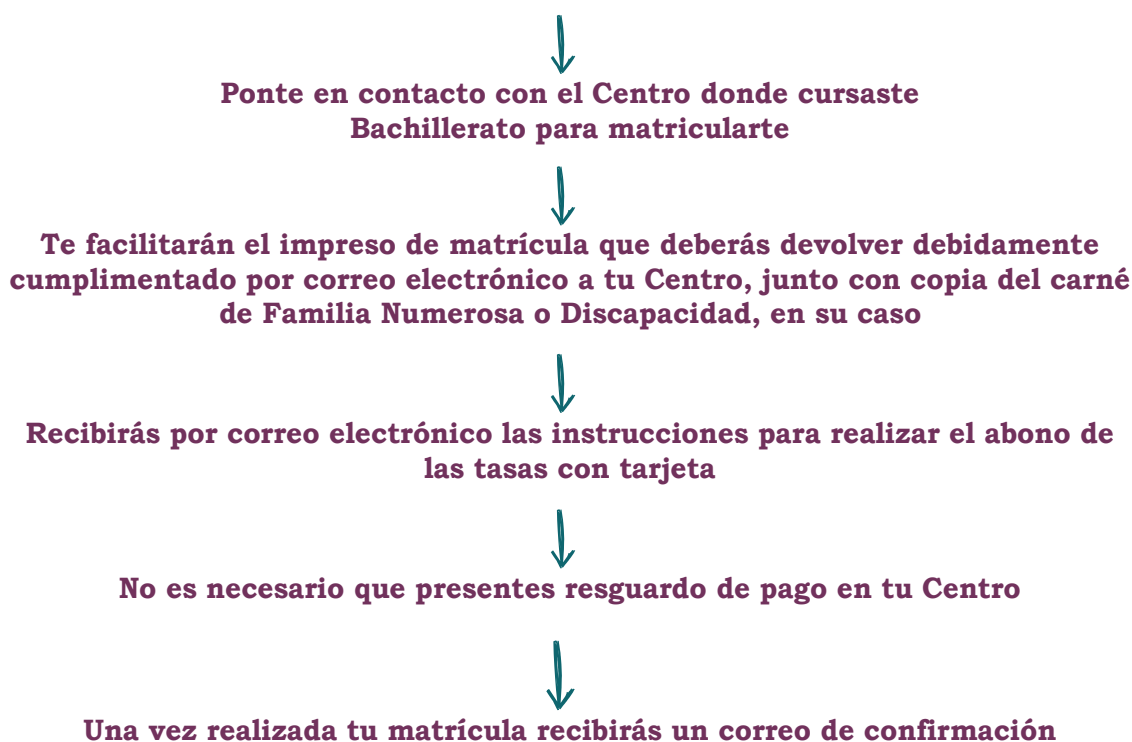 Ponte en contacto con el Centro donde cursaste
Bachillerato para matricularte
Te facilitarán el impreso de matrícula que deberás devolver debidamente
cumplimentado por correo electrónico a tu Centro, junto con copia del carné
de Familia Numerosa o Discapacidad, en su caso
Recibirás por correo electrónico las instrucciones para realizar el abono de
las tasas con tarjeta
No es necesario que presentes resguardo de pago en tu Centro
Una vez realizada tu matrícula recibirás un correo de confirmación